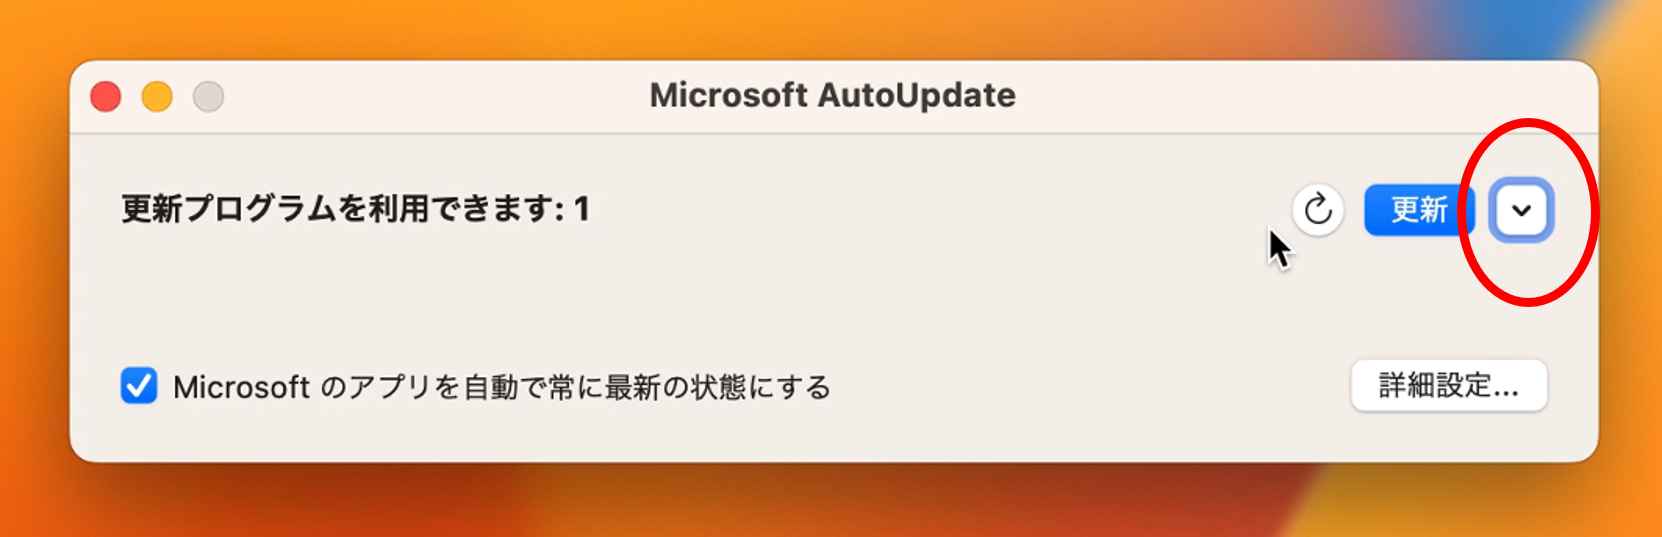 Microsoft AutoUpdate
更新プログラムを利用できます: 1
更新
Microsoft のアプリを自動で常に最新の状態にする
詳細設定...